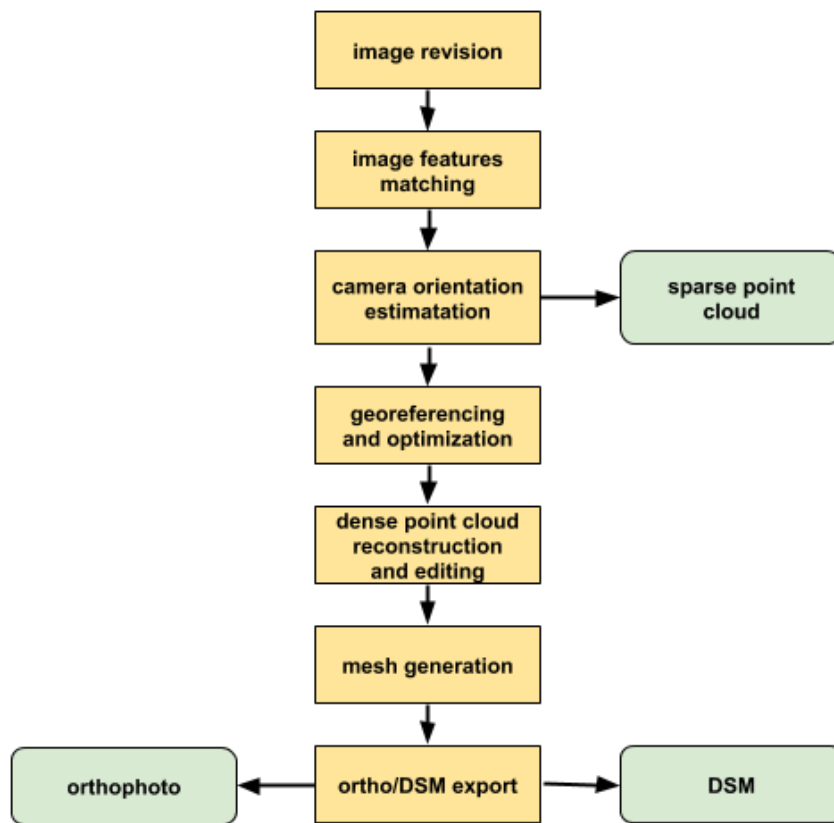 image revision
image features
matching
camera orientation
estimatation
sparse point
cloud
georeferencing
and optimization
dense point cloud
reconstruction
and editing
mesh generation
orthophoto
ortho/DSM export
DSM